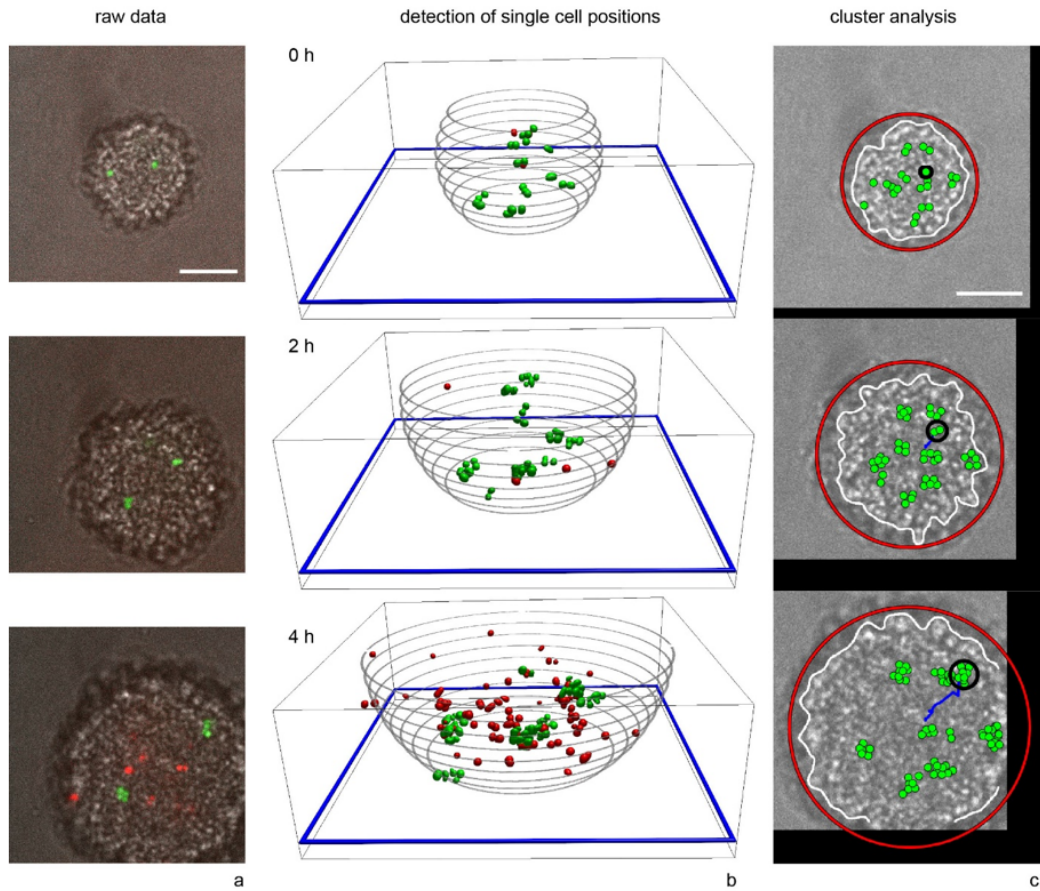 raw data
detection of single cell positions
cluster analysis
0 h
2 h
4 h
a
b
c